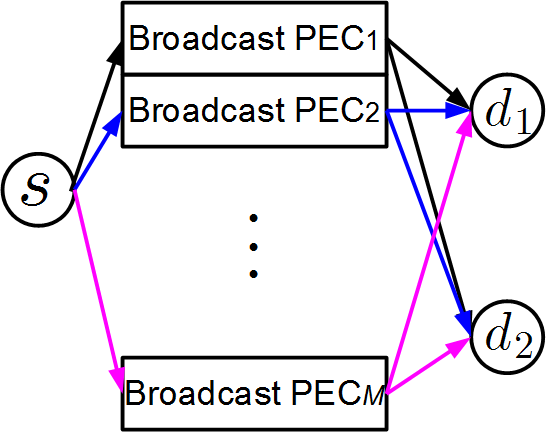 Broadcast PEC1
Broadcast PEC2
s
d1
d2
Broadcast PECM